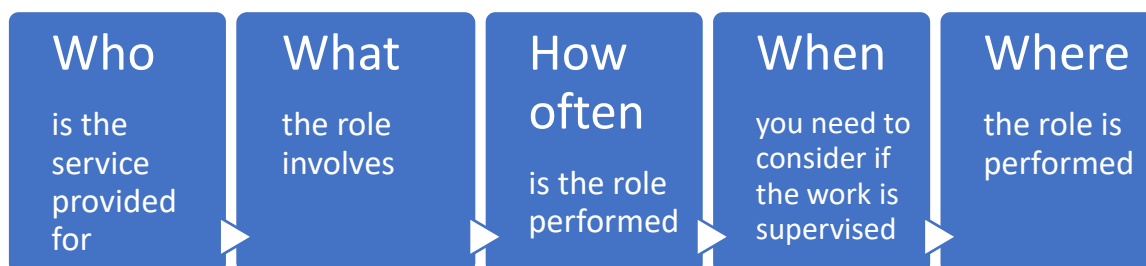 Who
is the
service
provided
for
What
the role
involves
How
often
is the role
performed
When
you need to
consider if
the work is
supervised
Where
the role is
performed